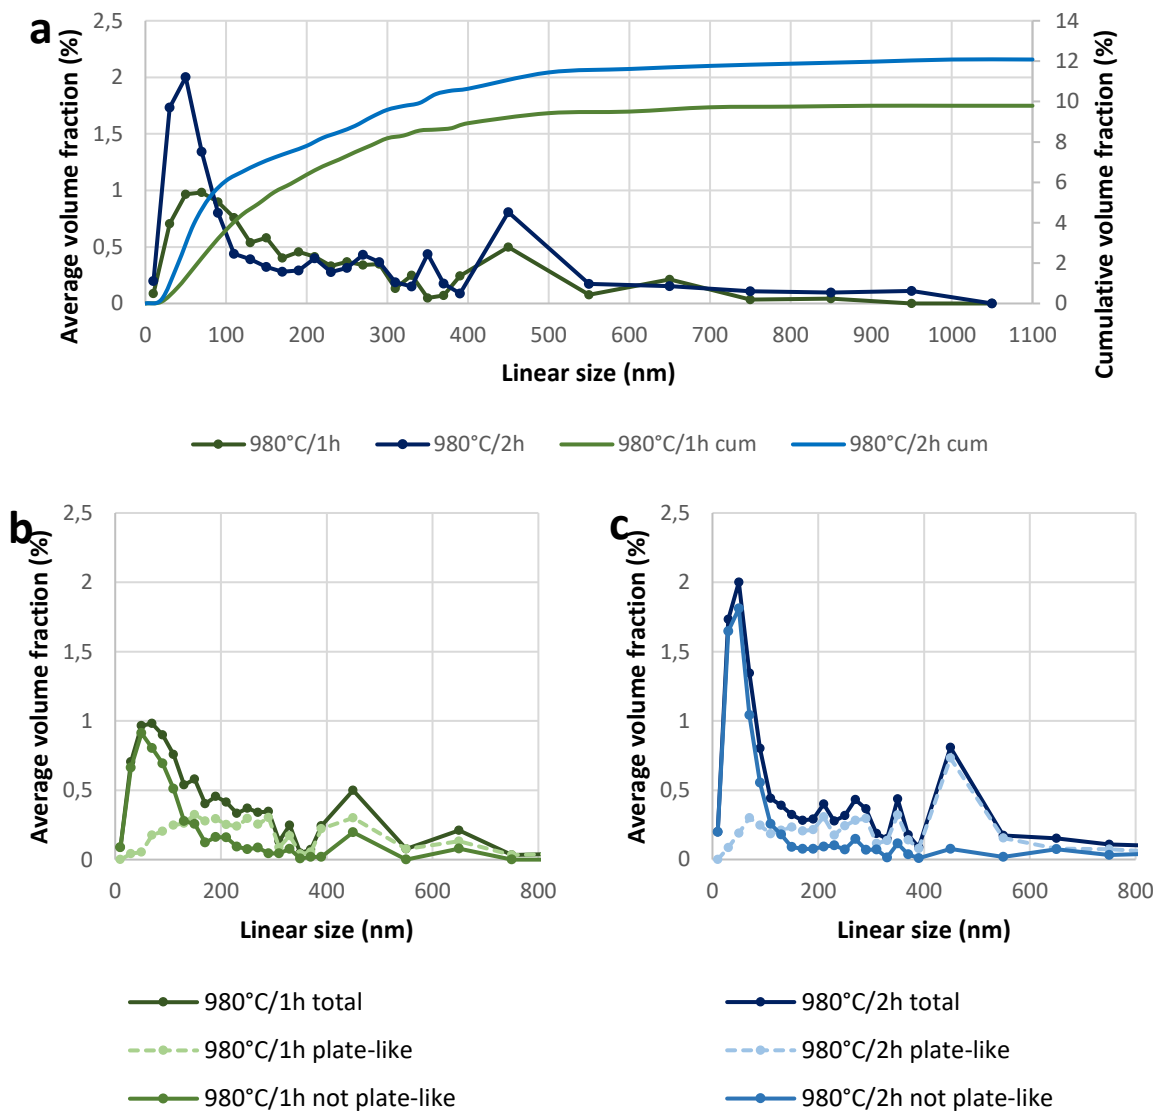 a
Average volume fraction (%)
2,5
2
1,5
1
0,5
0
14
12
10
8
6
4
2
0
Cumulative volume fraction (%)
0 100 200 300 400 500 600 700 800 900 1000 1100
Linear size (nm)
980°C/1h 980°C/2h 980°C/1h cum 980°C/2h cum
b
Average volume fraction (%)
2,5
2
1,5
1
0,5
0
0 200 400 600 800
Linear size (nm)
980°C/1h total
980°C/1h plate-like
980°C/1h not plate-like
c
Average volume fraction (%)
2,5
2
1,5
1
0,5
0
0 200 400 600 800
Linear size (nm)
980°C/2h total
980°C/2h plate-like
980°C/2h not plate-like